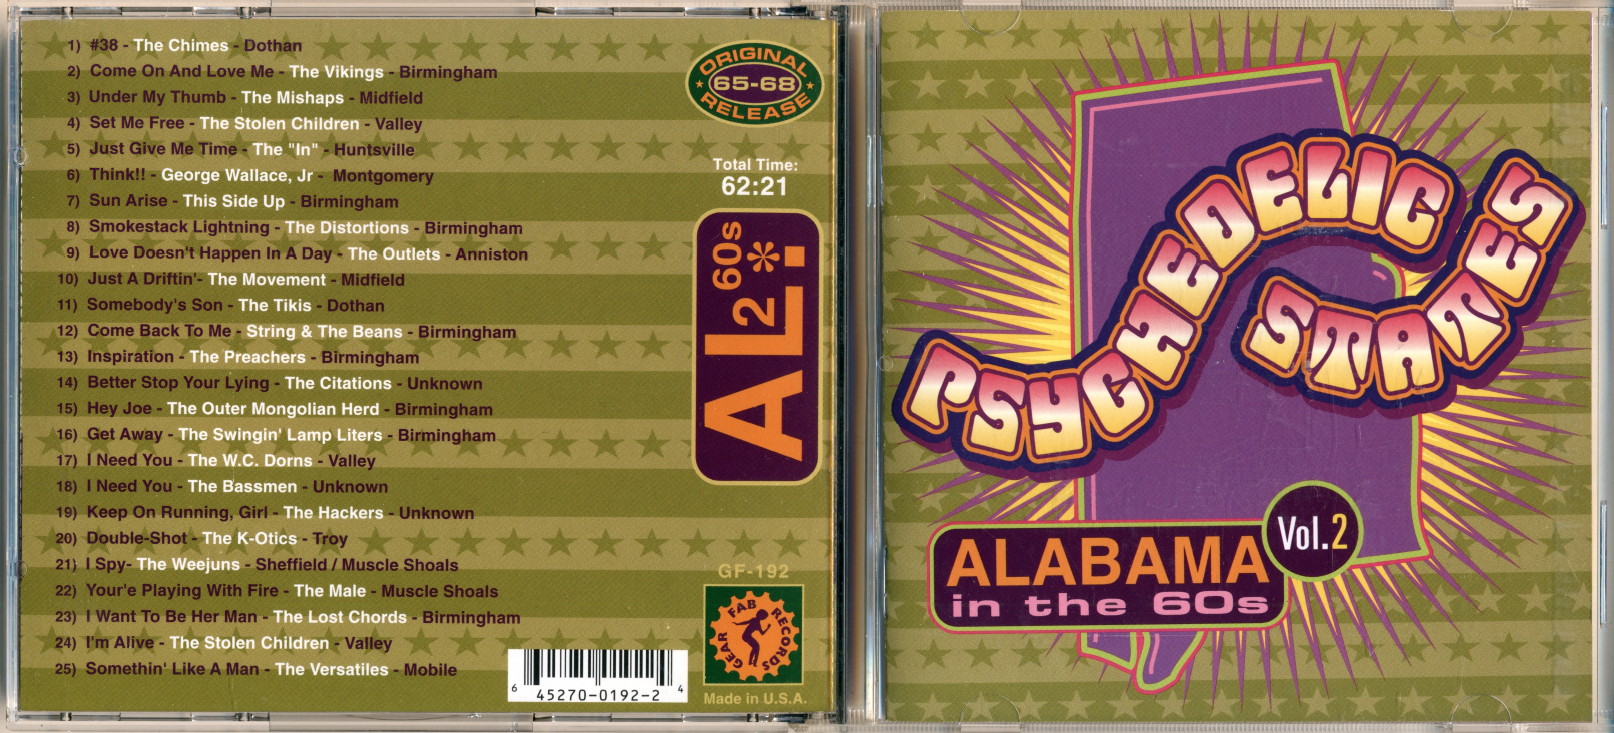 1) #38 - The Chimes - Dothan
2) Come On And Love Me - The Vikings - Birmingham
3) Under My Thumb - The Mishaps - Midfield
4) Set Me Free - The Stolen Children - Valley
5) Just Give Me Time - The "In" - Huntsville
6) Think!! - George Wallace, Jr - Montgomery
7) Sun Arise - This Side Up - Birmingham
8) Smokestack Lightning - The Distortions - Birmingham
9) Love Doesn't Happen In A Day - The Outlets - Anniston
10) Just A Driftin'- The Movement - Midfield
11) Somebody's Son - The Tikis - Dothan
12) Come Back To Me - String & The Beans - Birmingham
13) Inspiration - The Preachers - Birmingham
14) Better Stop Your Lying - The Citations - Unknown
15) Hey Joe - The Outer Mongolian Herd - Birmingham
16) Get Away - The Swingin' Lamp Liters - Birmingham
17) I Need You - The W.C. Dorns - Valley
18) I Need You - The Bassmen - Unknown
19) Keep On Running, Girl - The Hackers - Unknown
20) Double-Shot - The K-Otics - Troy
21) I Spy- The Weejuns - Sheffield / Muscle Shoals
22) Your'e Playing With Fire - The Male - Muscle Shoals
23) I Want To Be Her Man - The Lost Chords - Birmingham
24) I'm Alive - The Stolen Children - Valley
25) Somethin' Like A Man - The Versatiles - Mobile
ORIGINAL
65-68
RELEASE
Total Time:
62:21
AL.
2*
60s
GF-192
GEAR FAB RECORDS
Made in U.S.A.
6 45270-0192-2 4
PSYCHEDELIC
STATES
ALABAMA
in the 60s
Vol.2